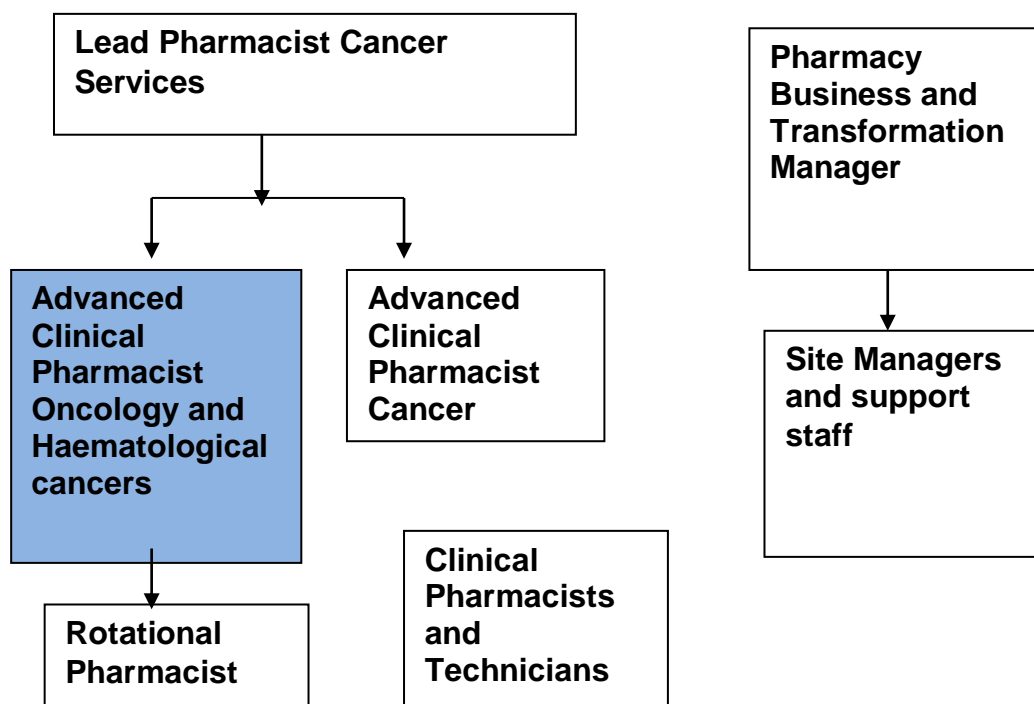 Lead Pharmacist Cancer
Services
Pharmacy
Business and
Transformation
Manager
Advanced
Clinical
Pharmacist
Oncology and
Haematological
cancers
Advanced
Clinical
Pharmacist
Cancer
Site Managers
and support
staff
Rotational
Pharmacist
Clinical
Pharmacists
and
Technicians